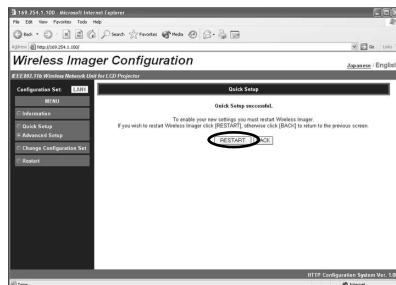 169.254.1.100 - Microsoft Internet Explorer
File Edit View Favorites Tools Help
Back Search Favorites Media
Address http://169.254.1.100/ Go Links
Wireless Imager Configuration
Japanese / English
IEEE802.11b Wireless Network Unit for LCD Projector
Configuration Set: LAN1
MENU
Information
Quick Setup
Advanced Setup
Change Configuration Set
Restart
Quick Setup
Quick Setup successful.
To enable your new settings you must restart Wireless Imager.
If you wish to restart Wireless Imager click [RESTART], otherwise click [BACK] to return to the previous screen.
RESTART BACK
HTTP Configuration System Ver. 1.0
Done Internet